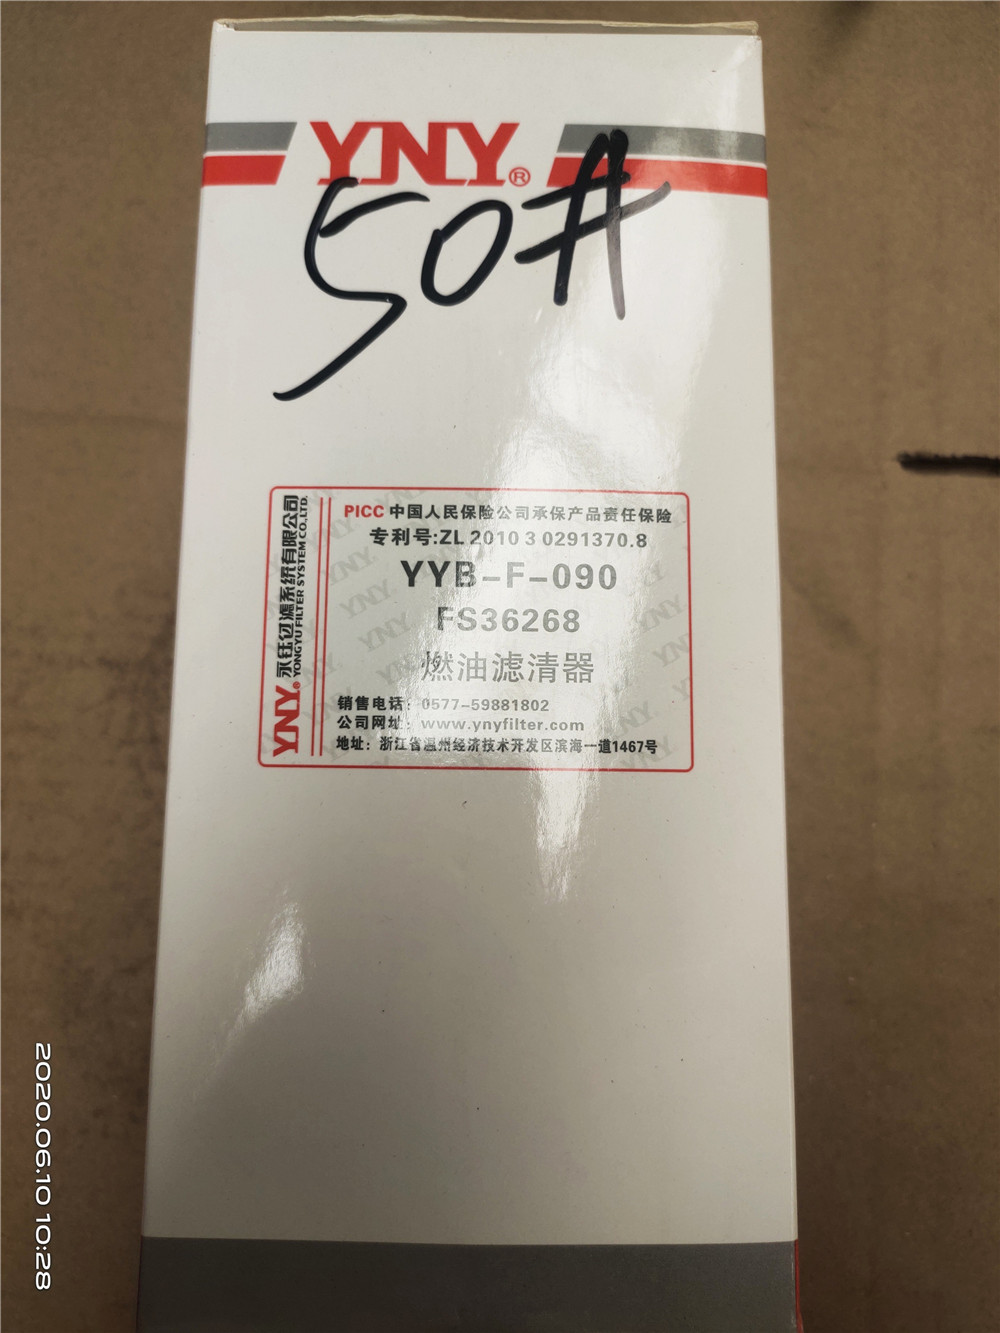 YNY®
50#
PICC 中国人民保险公司承保产品责任保险
专利号:ZL 2010 3 0291370.8
YYB-F-090
FS36268
燃油滤清器
销售电话: 0577-59881802
公司网址: www.ynyfilter.com
地址: 浙江省温州经济技术开发区滨海一道1467号
YNY® 永钰过滤系统有限公司
YONGYU FILTER SYSTEM CO.LTD.
2020.06.10 10:28